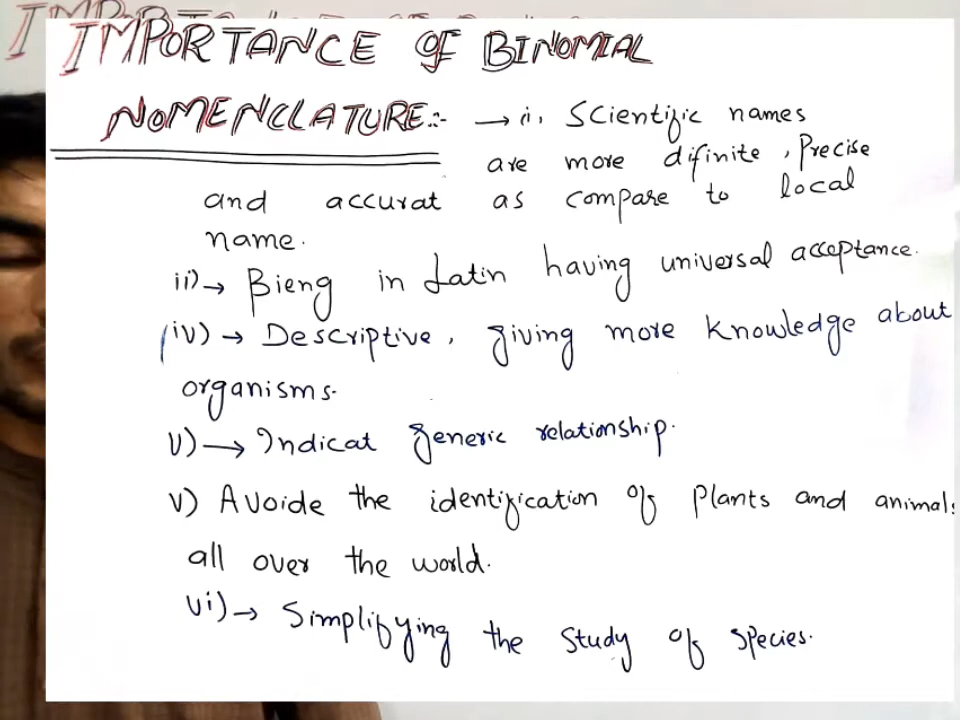 IMPORTANCE OF BINOMIAL
NOMENCLATURE:- → i, Scientific names
are more difinite, Precise
and accurat as compare to local
name.
ii) → Bieng in Latin having universal acceptance.
iv) → Descriptive, giving more knowledge about
organisms.
v) → Indicat generic relationship.
v) Avoide the identification of Plants and animals
all over the world.
vi) → Simplifying the study of species.